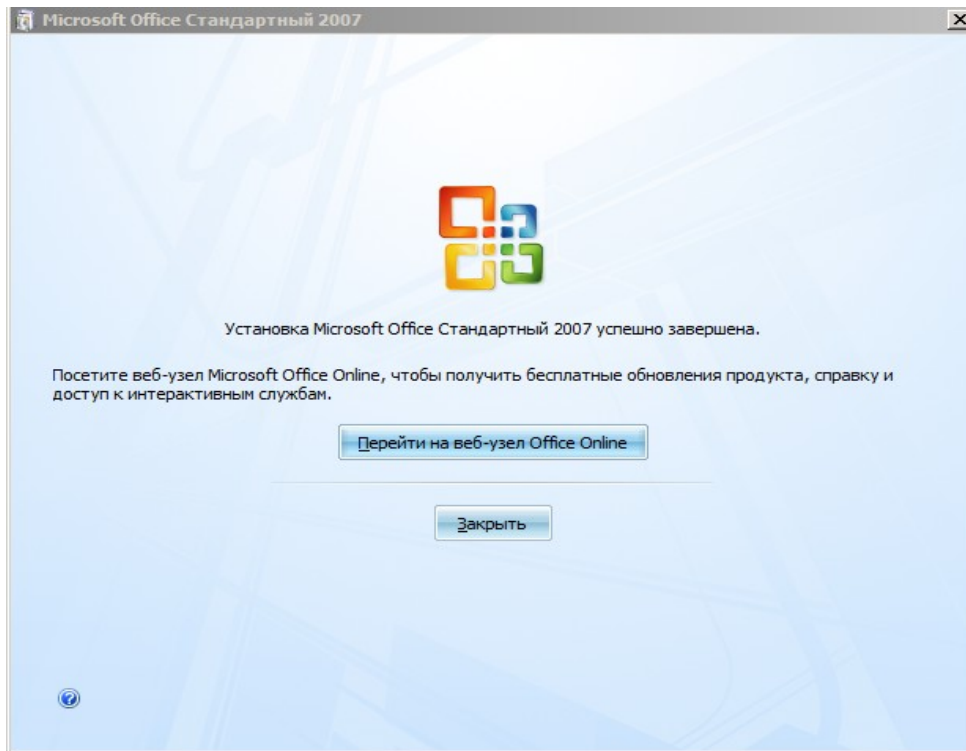 Microsoft Office Стандартный 2007
Установка Microsoft Office Стандартный 2007 успешно завершена.
Посетите веб-узел Microsoft Office Online, чтобы получить бесплатные обновления продукта, справку и
доступ к интерактивным службам.
Перейти на веб-узел Office Online
Закрыть